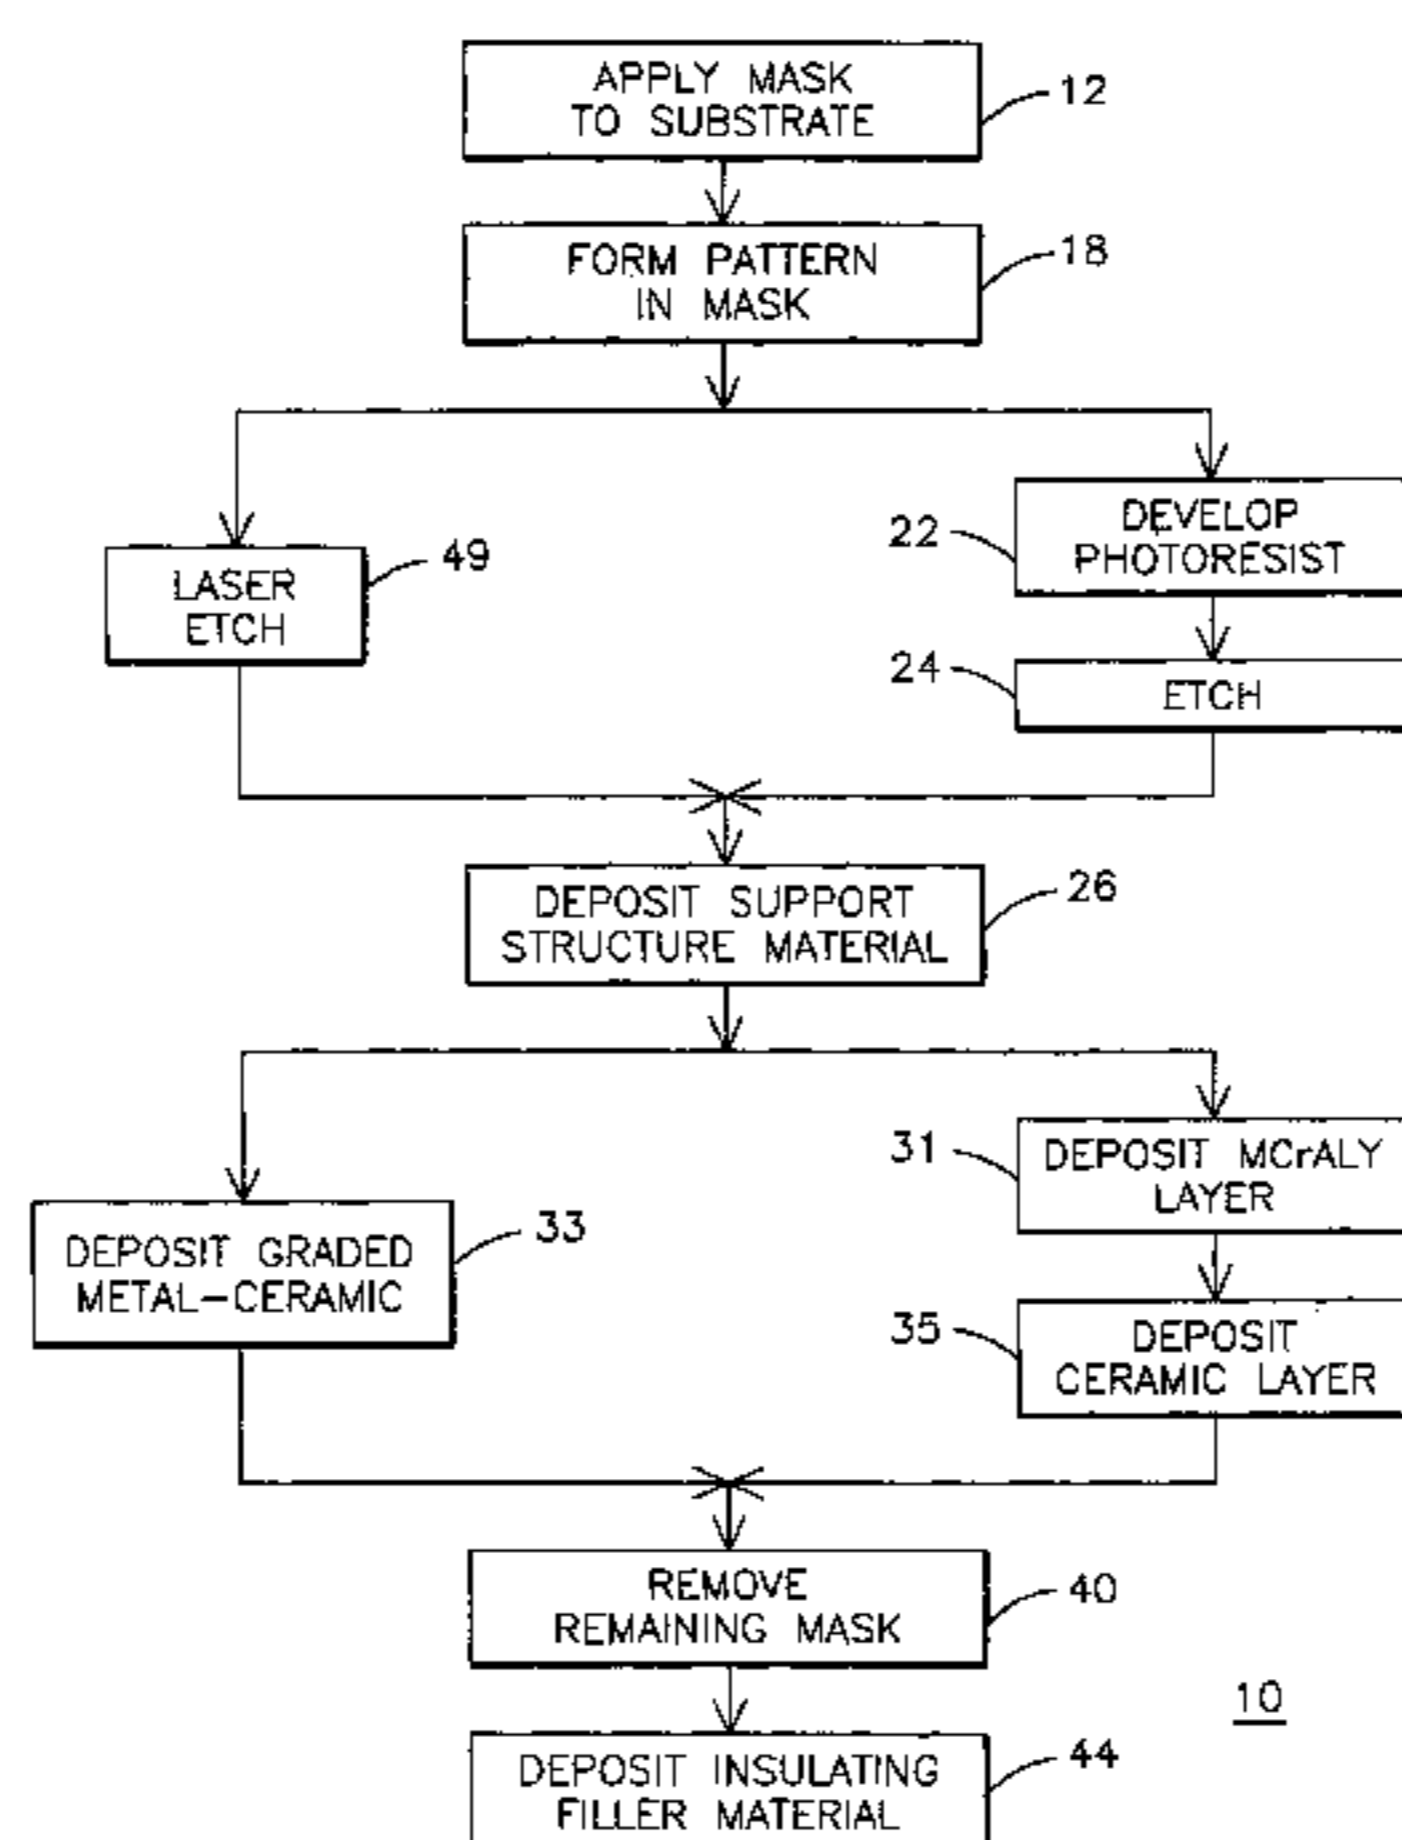 APPLY MASK
TO SUBSTRATE
12
FORM PATTERN
IN MASK
18
LASER
ETCH
49
22
DEVELOP
PHOTORESIST
24
ETCH
DEPOSIT SUPPORT
STRUCTURE MATERIAL
26
31
DEPOSIT MCrALY
LAYER
DEPOSIT GRADED
METAL-CERAMIC
33
35
DEPOSIT
CERAMIC LAYER
REMOVE
REMAINING MASK
40
10
DEPOSIT INSULATING
FILLER MATERIAL
44